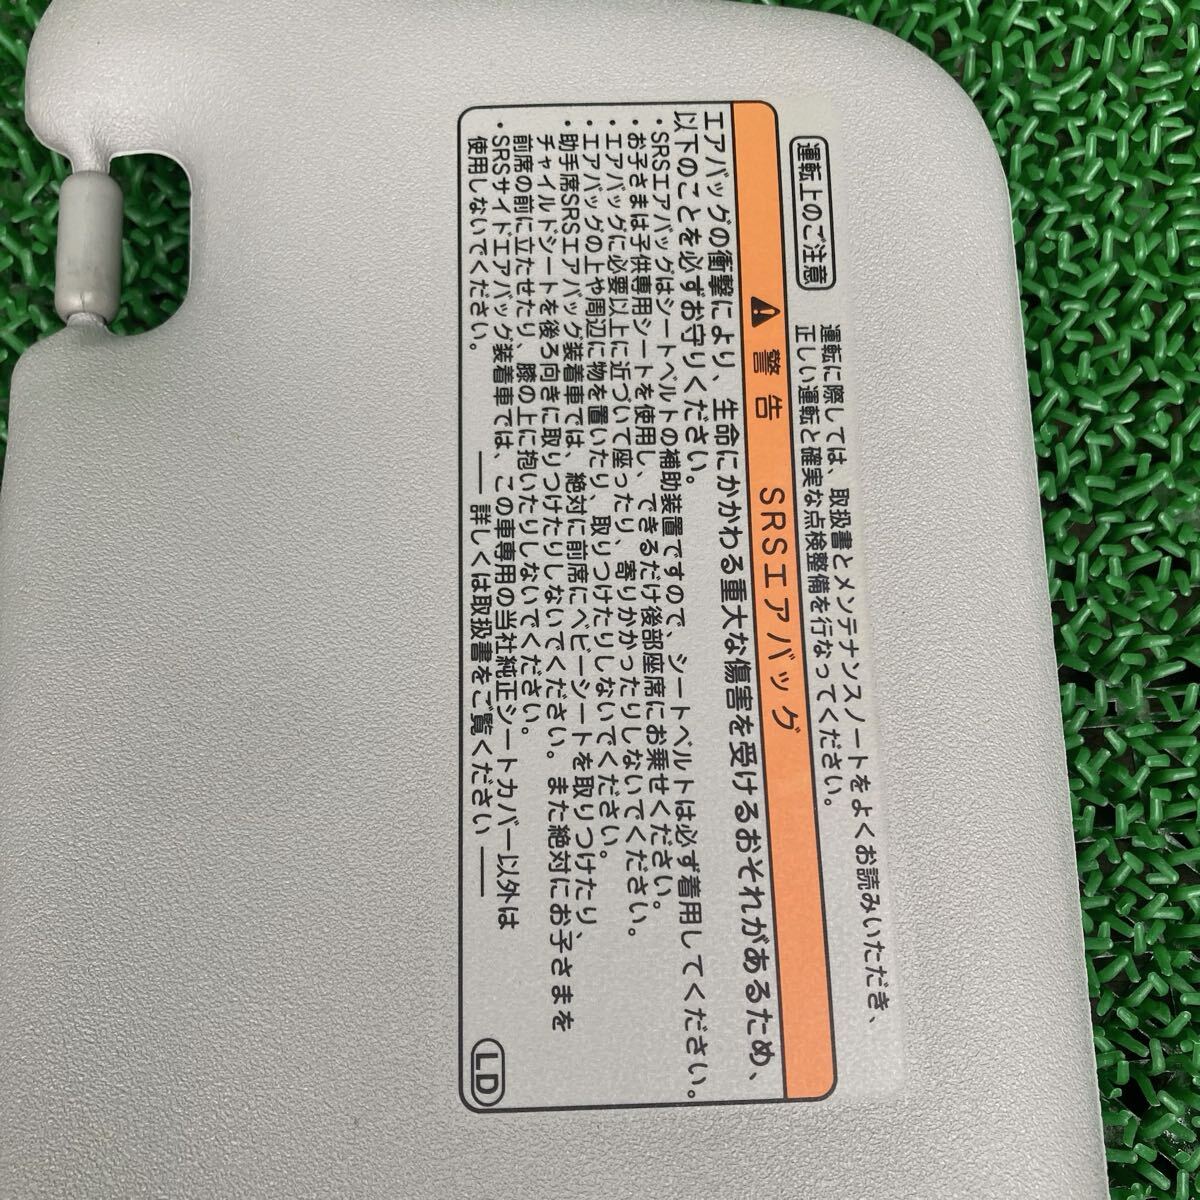 運転上のご注意
運転に際しては、取扱書とメンテナンスノートをよくお読みいただき、
正しい運転と確実な点検整備を行なってください。
警告 SRSエアバッグ
エアバッグの衝撃により、生命にかかわる重大な傷害を受けるおそれがあるため、
以下のことを必ずお守りください。
・SRSエアバッグはシートベルトの補助装置ですので、シートベルトは必ず着用してください。
・お子さまは子供専用シートを使用し、できるだけ後部座席にお乗せください。
・エアバッグに必要以上に近づいて座ったり、寄りかかったりしないでください。
・エアバッグの上や周辺に物を置いたり、取りつけたりしないでください。
・助手席SRSエアバッグ装着車では、絶対に前席にベビーシートを取りつけたり、
チャイルドシートを後ろ向きに取りつけたりしないでください。また絶対にお子さまを
前席の前に立たせたり、膝の上に抱いたりしないでください。
・SRSサイドエアバッグ装着車では、この車専用の当社純正シートカバー以外は
使用しないでください。 ── 詳しくは取扱書をご覧ください ──
LD